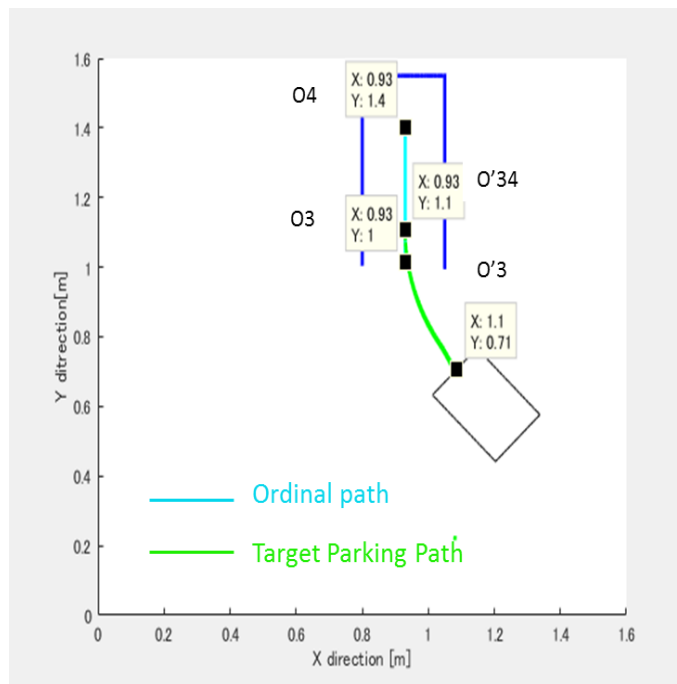 1.6
1.4
1.2
1
0.8
0.6
0.4
0.2
0
Y ditrection[m]
O4
X: 0.93
Y: 1.4
O'34
X: 0.93
Y: 1.1
O3
X: 0.93
Y: 1
O'3
X: 1.1
Y: 0.71
Ordinal path
Target Parking Path
0
0.2
0.4
0.6
0.8
1
1.2
1.4
1.6
X direction [m]